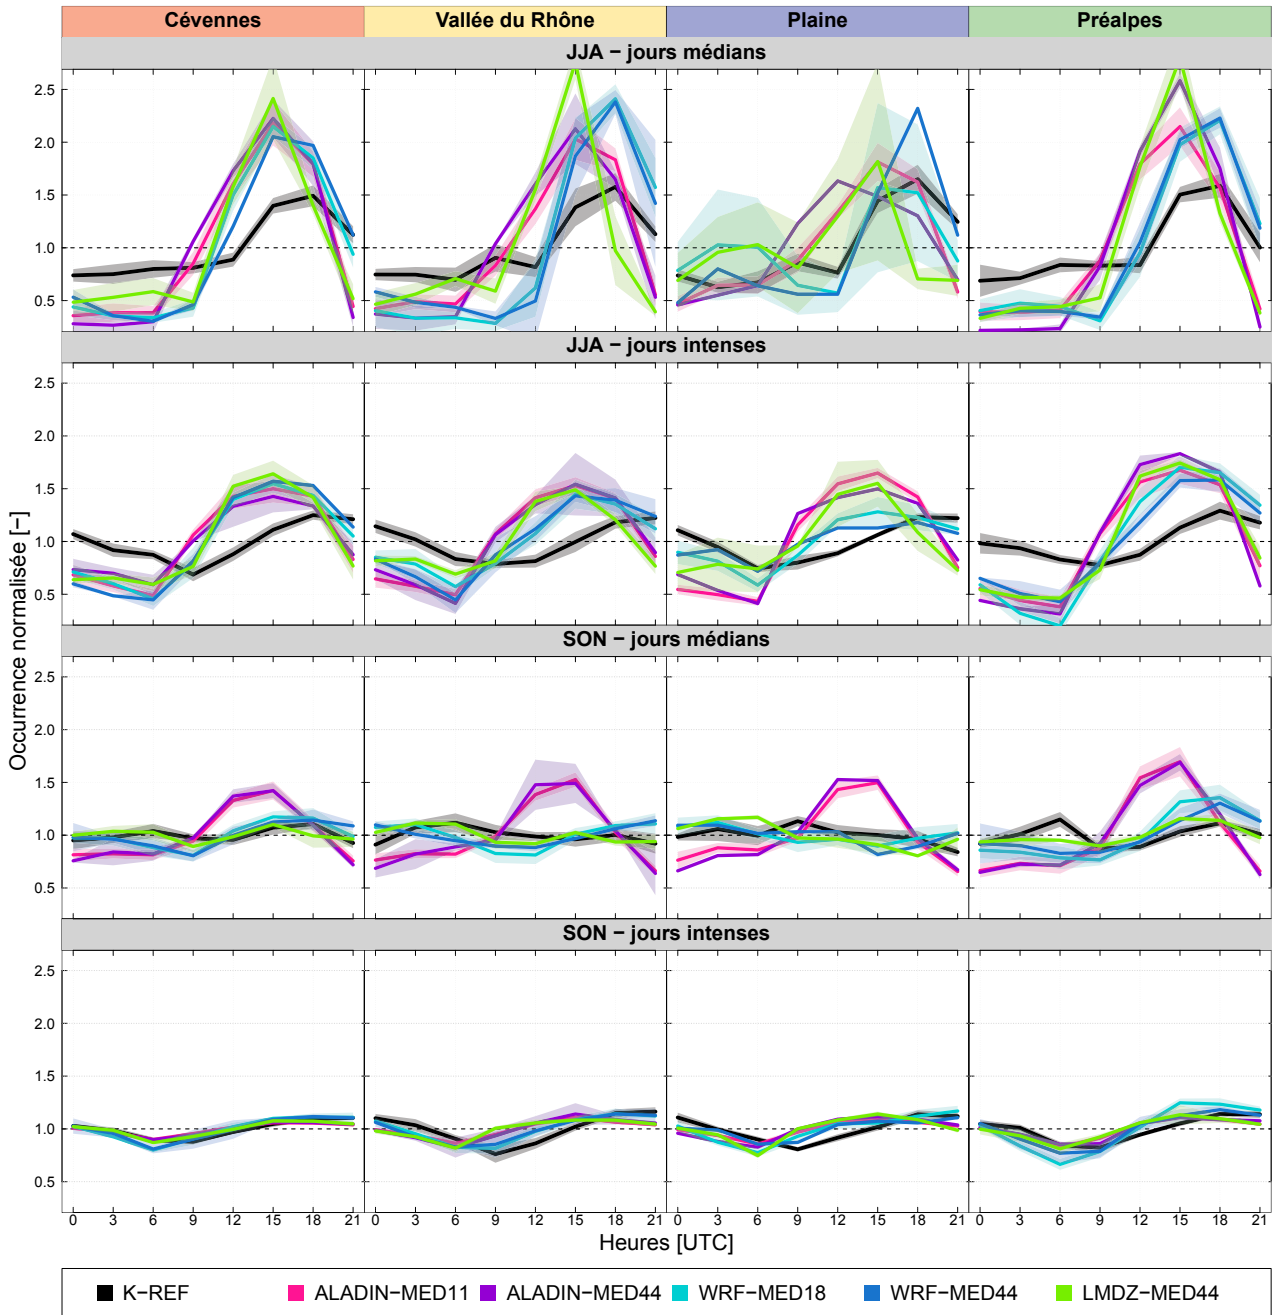 Cévennes Vallée du Rhône Plaine Préalpes
JJA − jours médians
2.5
2.0
1.5
1.0
0.5
JJA − jours intenses
2.5
2.0
1.5
1.0
0.5
SON − jours médians
2.5
2.0
1.5
1.0
0.5
SON − jours intenses
2.5
2.0
1.5
1.0
0.5
Occurrence normalisée [−]
0 3 6 9 12 15 18 21 0 3 6 9 12 15 18 21 0 3 6 9 12 15 18 21 0 3 6 9 12 15 18 21
Heures [UTC]
K−REF ALADIN−MED11 ALADIN−MED44 WRF−MED18 WRF−MED44 LMDZ−MED44